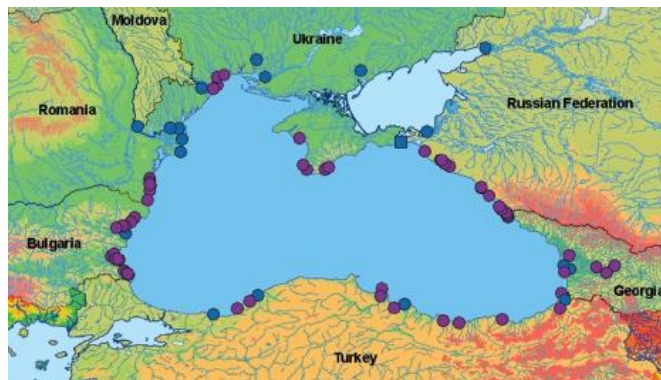 Moldova
Ukraine
Romania
Russian Federation
Bulgaria
Georgia
Turkey